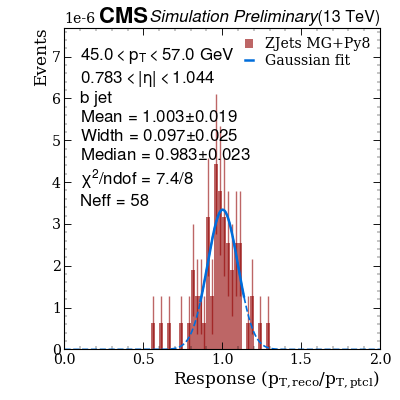 1e-6 CMS Simulation Preliminary (13 TeV)
Events
45.0 < p_T < 57.0 GeV
0.783 < |η| < 1.044
b jet
Mean = 1.003±0.019
Width = 0.097±0.025
Median = 0.983±0.023
χ²/ndof = 7.4/8
Neff = 58
ZJets MG+Py8
Gaussian fit
7
6
5
4
3
2
1
0
0.0 0.5 1.0 1.5 2.0
Response (p_T,reco/p_T,ptcl)